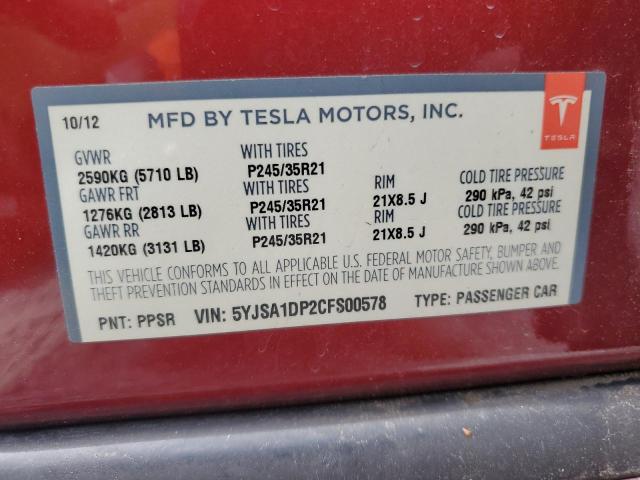 10/12 MFD BY TESLA MOTORS, INC.
TESLA
GVWR WITH TIRES
2590KG (5710 LB) P245/35R21
GAWR FRT WITH TIRES RIM COLD TIRE PRESSURE
1276KG (2813 LB) P245/35R21 21X8.5 J 290 kPa, 42 psi
GAWR RR WITH TIRES RIM COLD TIRE PRESSURE
1420KG (3131 LB) P245/35R21 21X8.5 J 290 kPa, 42 psi
THIS VEHICLE CONFORMS TO ALL APPLICABLE U.S. FEDERAL MOTOR SAFETY, BUMPER AND
THEFT PREVENTION STANDARDS IN EFFECT ON THE DATE OF MANUFACTURE SHOWN ABOVE.
PNT: PPSR VIN: 5YJSA1DP2CFS00578 TYPE: PASSENGER CAR